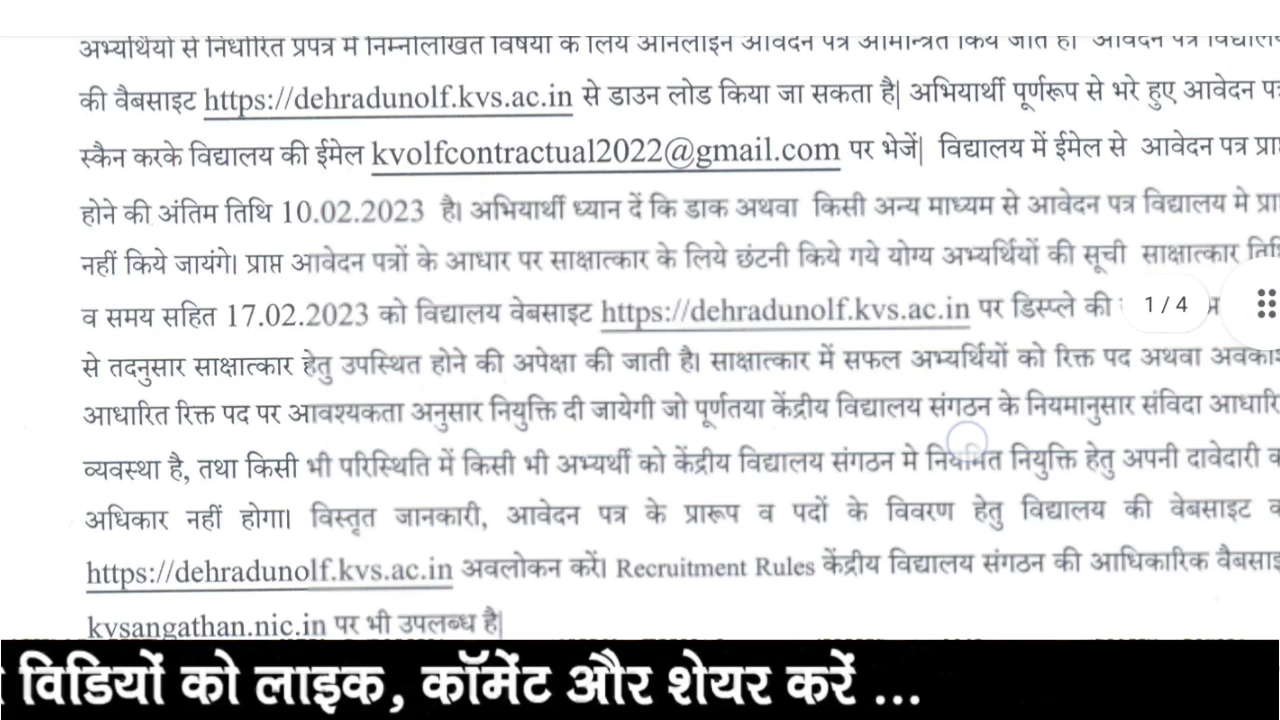 अभ्यर्थियों से निर्धारित प्रपत्र में निम्नलिखित विषयों के लिये ऑनलाइन आवेदन पत्र आमन्त्रित किये जाते है। आवेदन पत्र
की वैबसाइट https://dehradunolf.kvs.ac.in से डाउन लोड किया जा सकता है| अभियार्थी पूर्णरूप से भरे हुए आवेदन
स्कैन करके विद्यालय की ईमेल kvolfcontractual2022@gmail.com पर भेजें| विद्यालय में ईमेल से आवेदन पत्र
होने की अंतिम तिथि 10.02.2023 है। अभियार्थी ध्यान दें कि डाक अथवा किसी अन्य माध्यम से आवेदन पत्र विद्यालय मे
नहीं किये जायंगे। प्राप्त आवेदन पत्रों के आधार पर साक्षात्कार के लिये छंटनी किये गये योग्य अभ्यर्थियों की सूची साक्षात्कार
व समय सहित 17.02.2023 को विद्यालय वेबसाइट https://dehradunolf.kvs.ac.in पर डिस्प्ले की 1 / 4
से तदनुसार साक्षात्कार हेतु उपस्थित होने की अपेक्षा की जाती है। साक्षात्कार में सफल अभ्यर्थियों को रिक्त पद अथवा
आधारित रिक्त पद पर आवश्यकता अनुसार नियुक्ति दी जायेगी जो पूर्णतया केंद्रीय विद्यालय संगठन के नियमानुसार संविदा
व्यवस्था है, तथा किसी भी परिस्थिति में किसी भी अभ्यर्थी को केंद्रीय विद्यालय संगठन मे नियमित नियुक्ति हेतु अपनी दावेदारी
अधिकार नहीं होगा। विस्तृत जानकारी, आवेदन पत्र के प्रारूप व पदों के विवरण हेतु विद्यालय की वेबसाइट
https://dehradunolf.kvs.ac.in अवलोकन करें। Recruitment Rules केंद्रीय विद्यालय संगठन की आधिकारिक
kvsangathan.nic.in पर भी उपलब्ध है|
विडियों को लाइक, कॉमेंट और शेयर करें ...